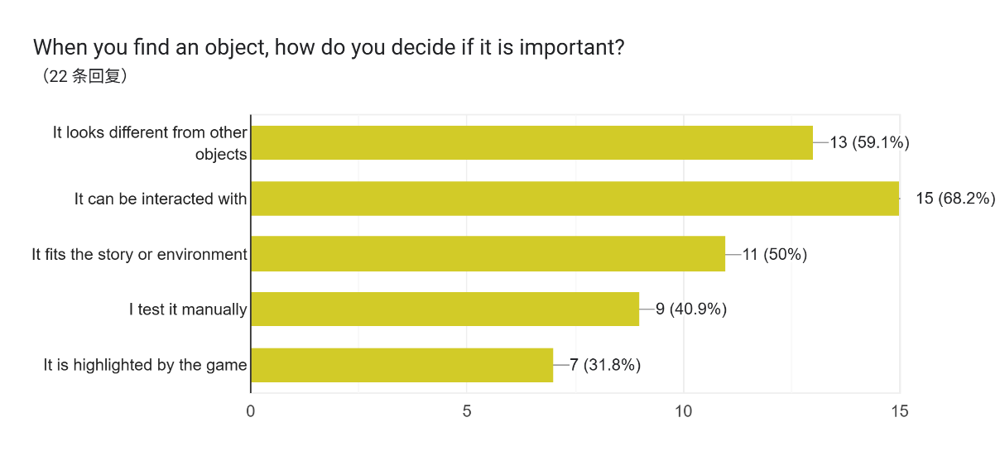 When you find an object, how do you decide if it is important?
（22 条回复）
It looks different from other
objects
13 (59.1%)
It can be interacted with
15 (68.2%)
It fits the story or environment
11 (50%)
I test it manually
9 (40.9%)
It is highlighted by the game
7 (31.8%)
0 5 10 15